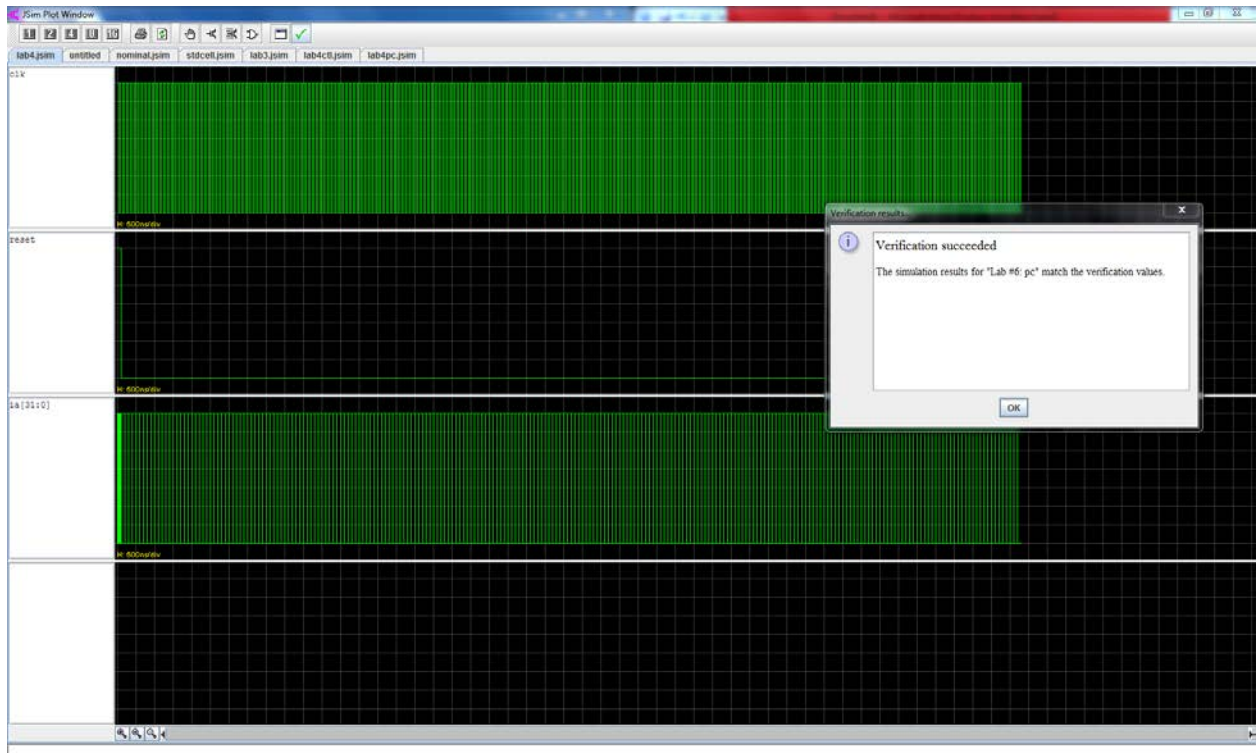 JSim Plot Window
lab4.jsim untitled nominal.jsim stdcell.jsim lab3.jsim lab4ctl.jsim lab4pc.jsim
clk
H: 500ns/div
Verification results...
Verification succeeded
The simulation results for "Lab #6: pc" match the verification values.
OK
reset
H: 500ns/div
ia[31:0]
H: 500ns/div